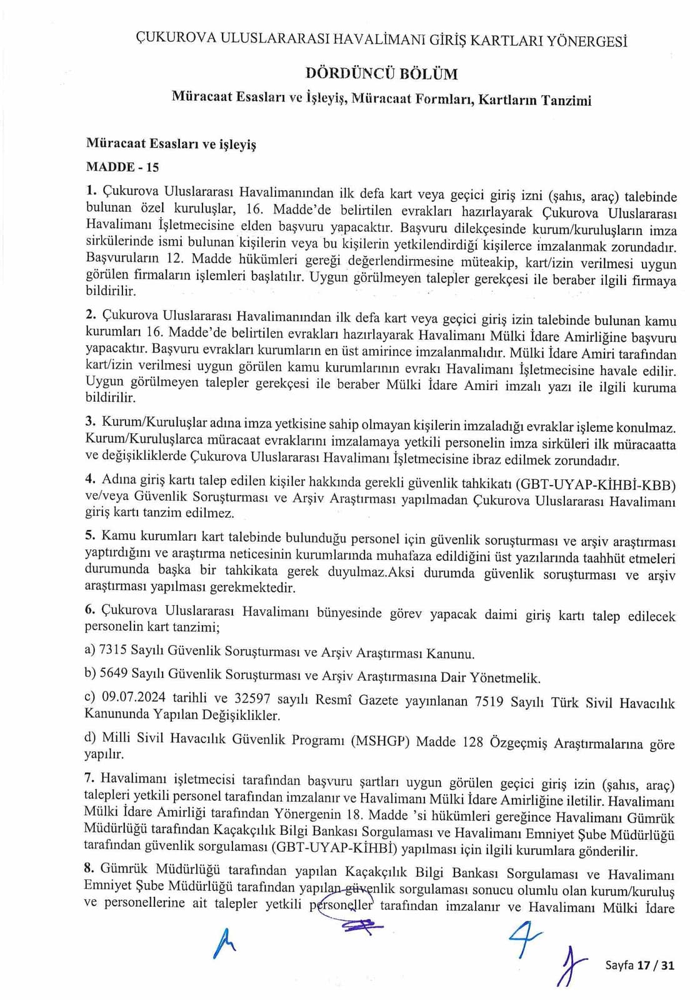 ÇUKUROVA ULUSLARARASI HAVALİMANI GİRİŞ KARTLARI YÖNERGESİ
DÖRDÜNCÜ BÖLÜM
Müracaat Esasları ve İşleyiş, Müracaat Formları, Kartların Tanzimi
Müracaat Esasları ve işleyiş
MADDE - 15
1. Çukurova Uluslararası Havalimanından ilk defa kart veya geçici giriş izni (şahıs, araç) talebinde
bulunan özel kuruluşlar, 16. Madde’de belirtilen evrakları hazırlayarak Çukurova Uluslararası
Havalimanı İşletmecisine elden başvuru yapacaktır. Başvuru dilekçesinde kurum/kuruluşların imza
sirkülerinde ismi bulunan kişilerin veya bu kişilerin yetkilendirdiği kişilerce imzalanmak zorundadır.
Başvuruların 12. Madde hükümleri gereği değerlendirmesine müteakip, kart/izin verilmesi uygun
görülen firmaların işlemleri başlatılır. Uygun görülmeyen talepler gerekçesi ile beraber ilgili firmaya
bildirilir.
2. Çukurova Uluslararası Havalimanından ilk defa kart veya geçici giriş izin talebinde bulunan kamu
kurumları 16. Madde’de belirtilen evrakları hazırlayarak Havalimanı Mülki İdare Amirliğine başvuru
yapacaktır. Başvuru evrakları kurumların en üst amirince imzalanmalıdır. Mülki İdare Amiri tarafından
kart/izin verilmesi uygun görülen kamu kurumlarının evrakı Havalimanı İşletmecisine havale edilir.
Uygun görülmeyen talepler gerekçesi ile beraber Mülki İdare Amiri imzalı yazı ile ilgili kuruma
bildirilir.
3. Kurum/Kuruluşlar adına imza yetkisine sahip olmayan kişilerin imzaladığı evraklar işleme konulmaz.
Kurum/Kuruluşlarca müracaat evraklarını imzalamaya yetkili personelin imza sirküleri ilk müracaatta
ve değişikliklerde Çukurova Uluslararası Havalimanı İşletmecisine ibraz edilmek zorundadır.
4. Adına giriş kartı talep edilen kişiler hakkında gerekli güvenlik tahkikatı (GBT-UYAP-KİHBİ-KBB)
ve/veya Güvenlik Soruşturması ve Arşiv Araştırması yapılmadan Çukurova Uluslararası Havalimanı
giriş kartı tanzim edilmez.
5. Kamu kurumları kart talebinde bulunduğu personel için güvenlik soruşturması ve arşiv araştırması
yaptırdığını ve araştırma neticesinin kurumlarında muhafaza edildiğini üst yazılarında taahhüt etmeleri
durumunda başka bir tahkikata gerek duyulmaz.Aksi durumda güvenlik soruşturması ve arşiv
araştırması yapılması gerekmektedir.
6. Çukurova Uluslararası Havalimanı bünyesinde görev yapacak daimi giriş kartı talep edilecek
personelin kart tanzimi;
a) 7315 Sayılı Güvenlik Soruşturması ve Arşiv Araştırması Kanunu.
b) 5649 Sayılı Güvenlik Soruşturması ve Arşiv Araştırmasına Dair Yönetmelik.
c) 09.07.2024 tarihli ve 32597 sayılı Resmî Gazete yayınlanan 7519 Sayılı Türk Sivil Havacılık
Kanununda Yapılan Değişiklikler.
d) Milli Sivil Havacılık Güvenlik Programı (MSHGP) Madde 128 Özgeçmiş Araştırmalarına göre
yapılır.
7. Havalimanı işletmecisi tarafından başvuru şartları uygun görülen geçici giriş izin (şahıs, araç)
talepleri yetkili personel tarafından imzalanır ve Havalimanı Mülki İdare Amirliğine iletilir. Havalimanı
Mülki İdare Amirliği tarafından Yönergenin 18. Madde ’si hükümleri gereğince Havalimanı Gümrük
Müdürlüğü tarafından Kaçakçılık Bilgi Bankası Sorgulaması ve Havalimanı Emniyet Şube Müdürlüğü
tarafından güvenlik sorgulaması (GBT-UYAP-KİHBİ) yapılması için ilgili kurumlara gönderilir.
8. Gümrük Müdürlüğü tarafından yapılan Kaçakçılık Bilgi Bankası Sorgulaması ve Havalimanı
Emniyet Şube Müdürlüğü tarafından yapılan güvenlik sorgulaması sonucu olumlu olan kurum/kuruluş
ve personellerine ait talepler yetkili personeller tarafından imzalanır ve Havalimanı Mülki İdare
Sayfa 17 / 31